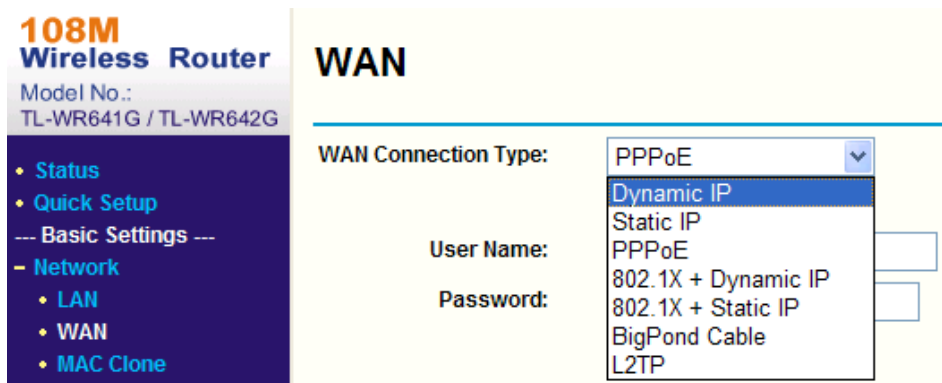 108M
Wireless Router
Model No.:
TL-WR641G / TL-WR642G
• Status
• Quick Setup
--- Basic Settings ---
– Network
• LAN
• WAN
• MAC Clone
WAN
WAN Connection Type:
PPPoE
Dynamic IP
Static IP
PPPoE
802.1X + Dynamic IP
802.1X + Static IP
BigPond Cable
L2TP
User Name:
Password: